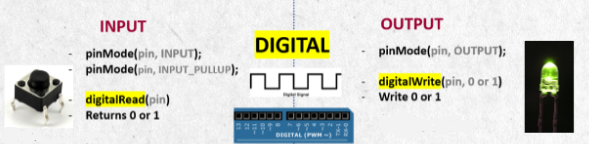 INPUT
- pinMode(pin, INPUT);
- pinMode(pin, INPUT_PULLUP);
- digitalRead(pin)
- Returns 0 or 1
DIGITAL
Digital Signal
DIGITAL (PWM ~)
OUTPUT
- pinMode(pin, OUTPUT);
- digitalWrite(pin, 0 or 1)
- Write 0 or 1